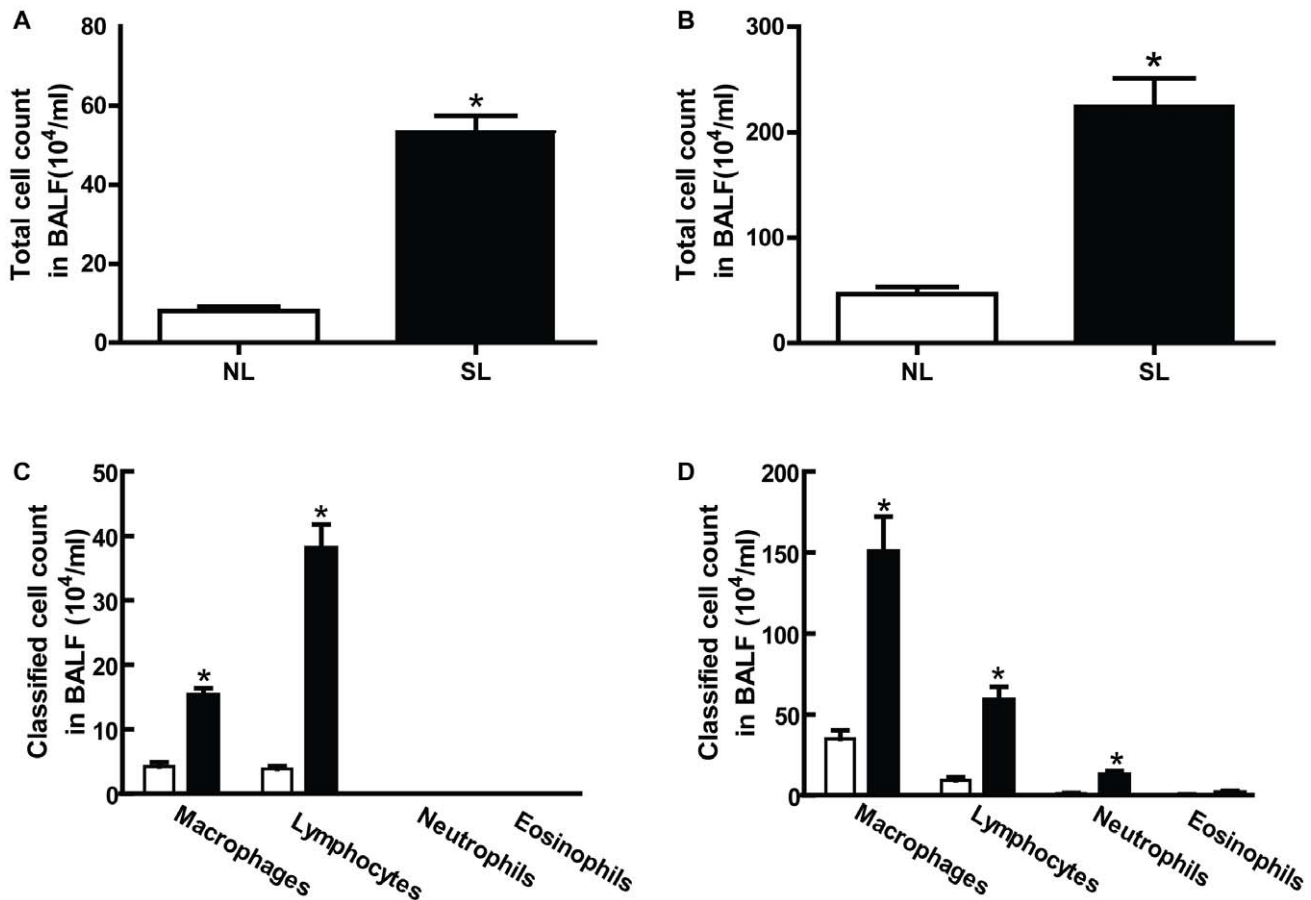 A
Total cell count
in BALF(10⁴/ml)
80
60
40
20
0
NL
SL
*
B
Total cell count
in BALF(10⁴/ml)
300
200
100
0
NL
SL
*
C
Classified cell count
in BALF (10⁴/ml)
50
40
30
20
10
0
*
*
Macrophages
Lymphocytes
Neutrophils
Eosinophils
D
Classified cell count
in BALF (10⁴/ml)
200
150
100
50
0
*
*
*
Macrophages
Lymphocytes
Neutrophils
Eosinophils